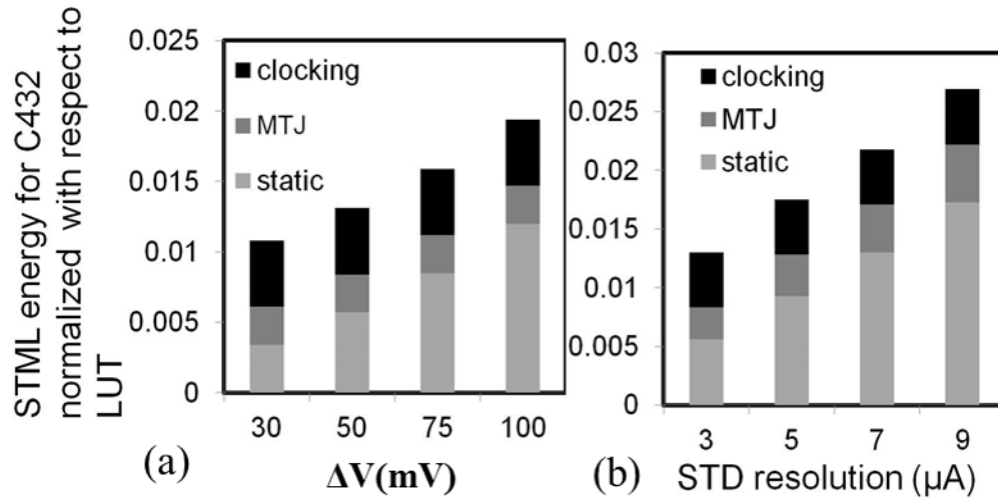 STML energy for C432
normalized with respect to
LUT
0.025
0.02
0.015
0.01
0.005
0
clocking
MTJ
static
30 50 75 100
(a)
ΔV(mV)
0.03
0.025
0.02
0.015
0.01
0.005
0
clocking
MTJ
static
3 5 7 9
(b)
STD resolution (µA)